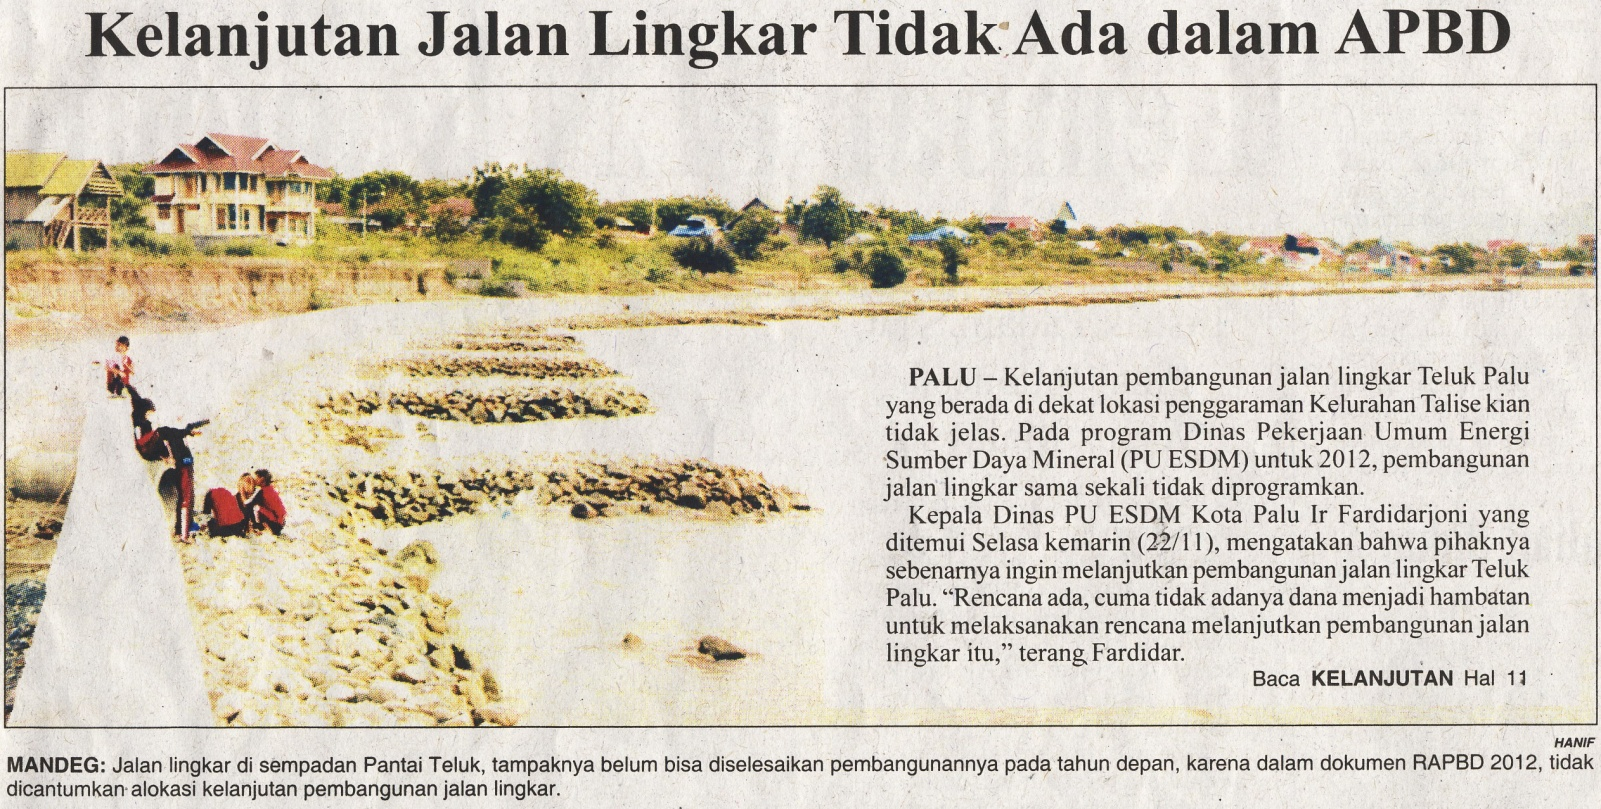 Kelanjutan Jalan Lingkar Tidak Ada dalam APBD
PALU – Kelanjutan pembangunan jalan lingkar Teluk Palu
yang berada di dekat lokasi penggaraman Kelurahan Talise kian
tidak jelas. Pada program Dinas Pekerjaan Umum Energi
Sumber Daya Mineral (PU ESDM) untuk 2012, pembangunan
jalan lingkar sama sekali tidak diprogramkan.
Kepala Dinas PU ESDM Kota Palu Ir Fardidarjoni yang
ditemui Selasa kemarin (22/11), mengatakan bahwa pihaknya
sebenarnya ingin melanjutkan pembangunan jalan lingkar Teluk
Palu. “Rencana ada, cuma tidak adanya dana menjadi hambatan
untuk melaksanakan rencana melanjutkan pembangunan jalan
lingkar itu,” terang Fardidar.
Baca KELANJUTAN Hal 11
HANIF
MANDEG: Jalan lingkar di sempadan Pantai Teluk, tampaknya belum bisa diselesaikan pembangunannya pada tahun depan, karena dalam dokumen RAPBD 2012, tidak
dicantumkan alokasi kelanjutan pembangunan jalan lingkar.